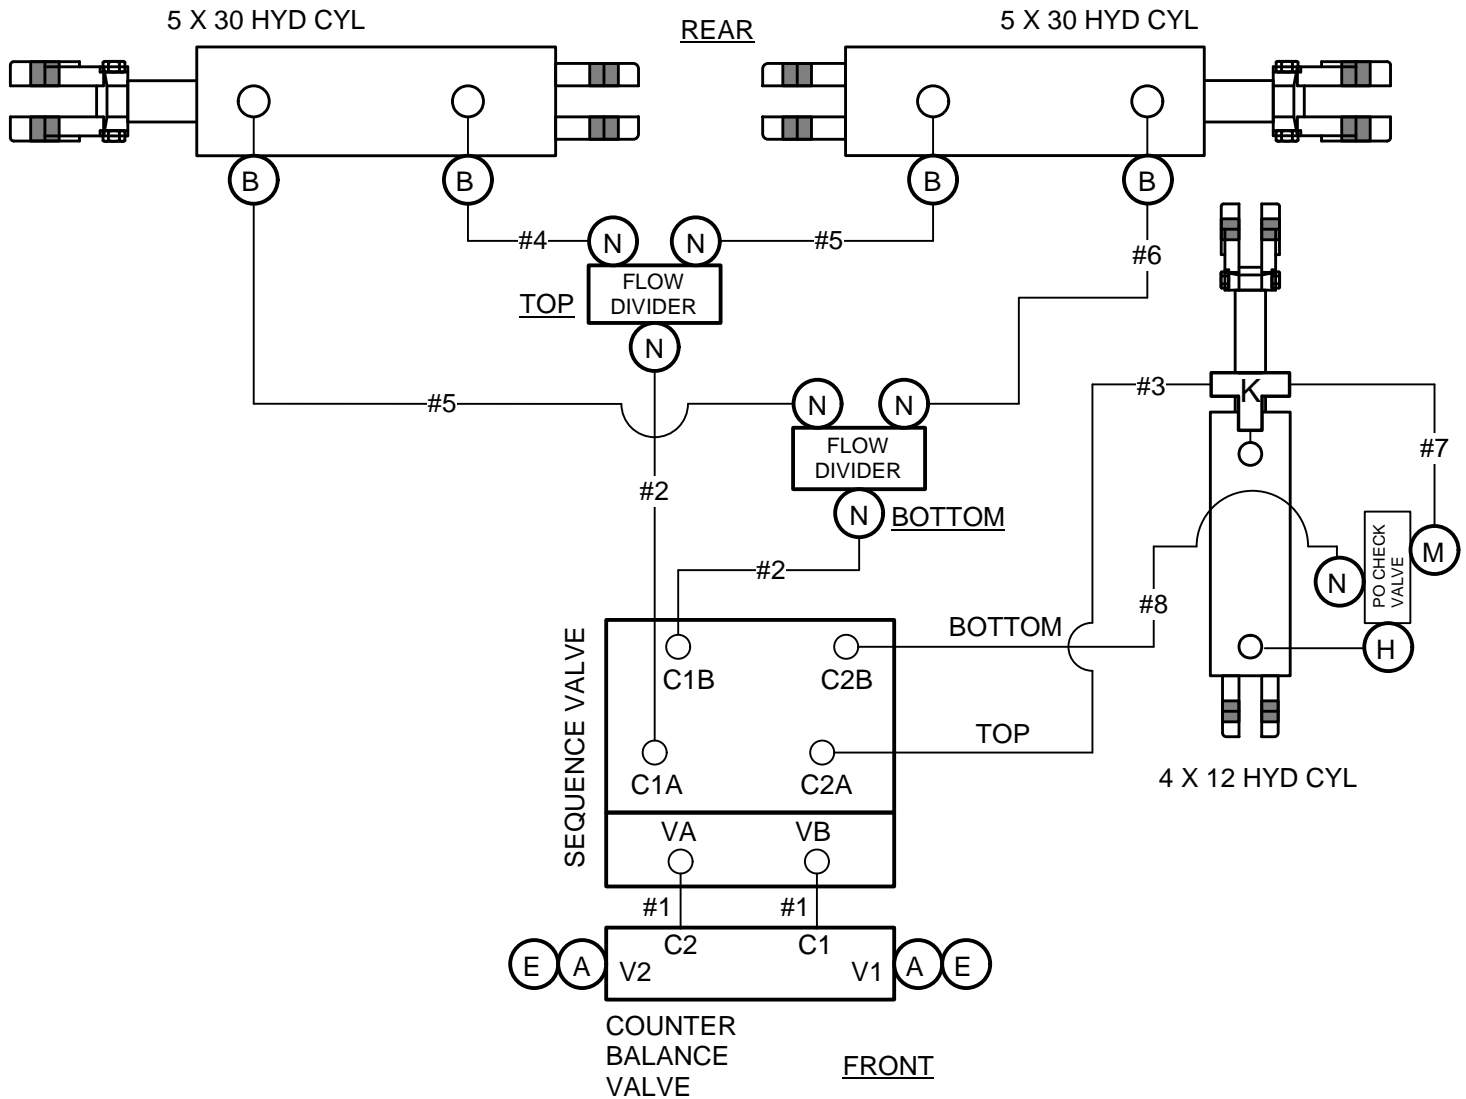 5 X 30 HYD CYL
REAR
5 X 30 HYD CYL
B
B
B
B
#4
N
N
#5
#6
FLOW
DIVIDER
TOP
N
#3
K
#5
N
N
#7
FLOW
DIVIDER
#2
N
BOTTOM
PO CHECK
VALVE
M
N
#2
#8
H
BOTTOM
SEQUENCE VALVE
C1B
C2B
TOP
C1A
C2A
4 X 12 HYD CYL
VA
VB
#1
#1
C2
C1
E
A
V2
V1
A
E
COUNTER
BALANCE
VALVE
FRONT